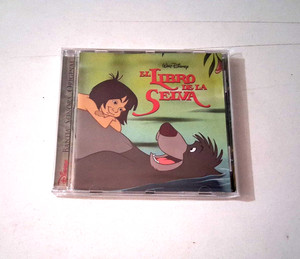 Walt Disney
EL LIBRO
DE LA
SELVA